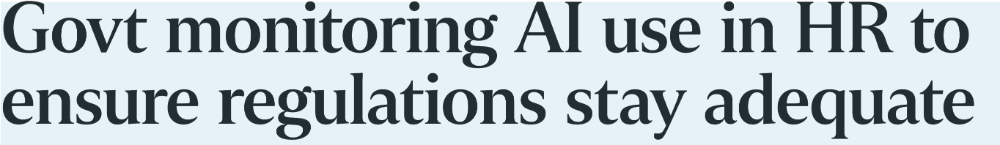 Govt monitoring AI use in HR to
ensure regulations stay adequate